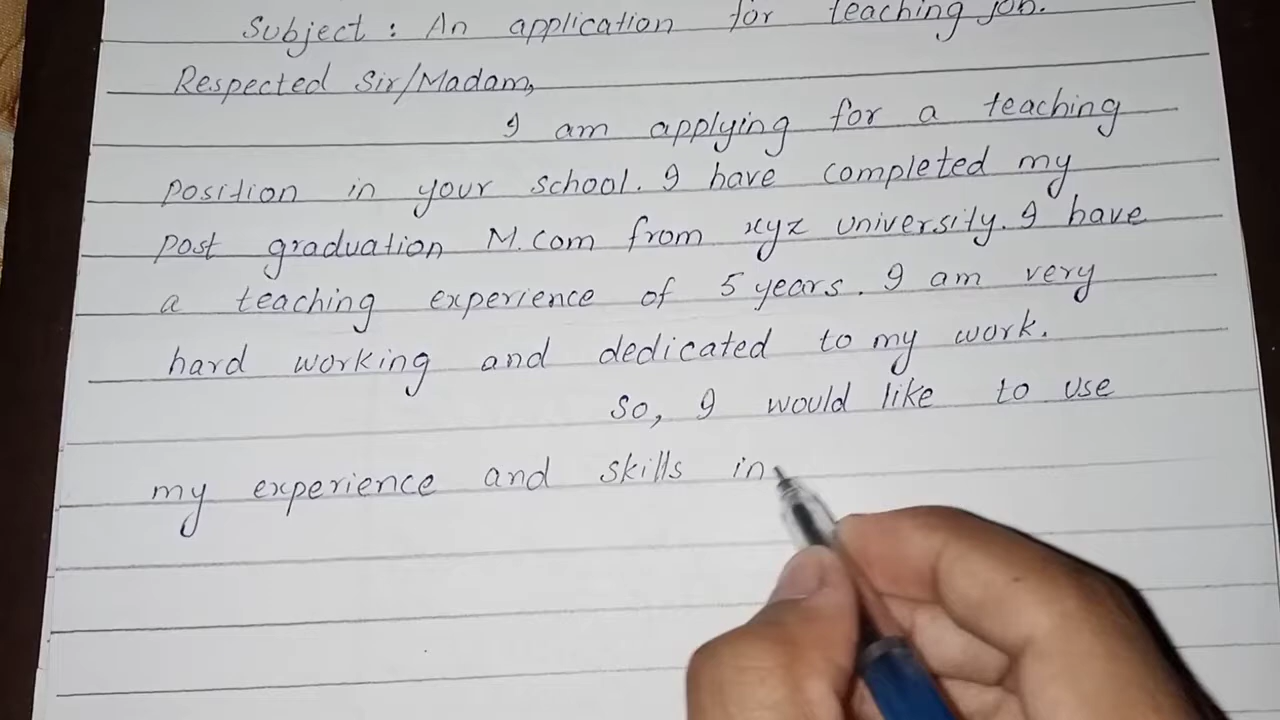 Subject : An application for teaching job.
Respected Sir/Madam,
I am applying for a teaching
position in your school. I have completed my
post graduation M.Com from xyz university. I have
a teaching experience of 5 years. I am very
hard working and dedicated to my work.
So, I would like to use
my experience and skills in